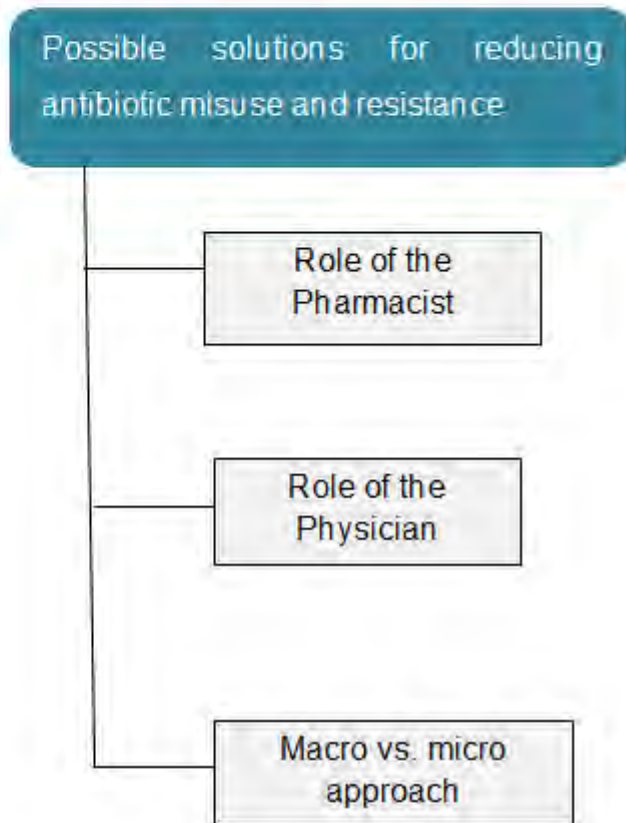 Possible solutions for reducing
antibiotic misuse and resistance
Role of the
Pharmacist
Role of the
Physician
Macro vs. micro
approach